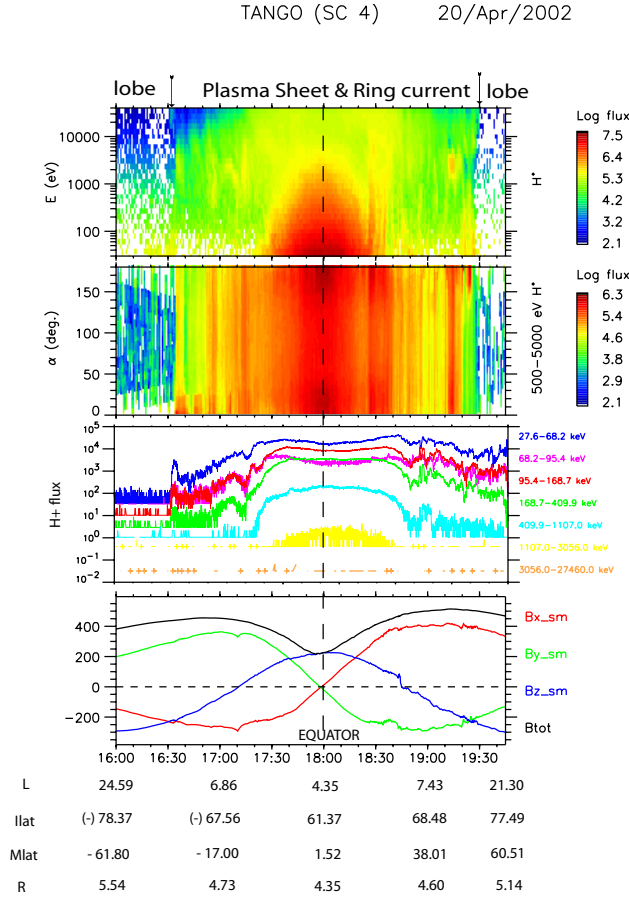 TANGO (SC 4) 20/Apr/2002
lobe Plasma Sheet & Ring current lobe
Log flux
10000
1000
100
E (eV)
H+
7.5
6.4
5.3
4.2
3.2
2.1
Log flux
150
100
50
0
α (deg.)
500-5000 eV H+
6.3
5.4
4.6
3.8
2.9
2.1
10^5
10^4
10^3
10^2
10^1
10^0
10^-1
10^-2
H+ flux
27.6-68.2 keV
68.2-95.4 keV
95.4-168.7 keV
168.7-409.9 keV
409.9-1107.0 keV
1107.0-3056.0 keV
3056.0-27460.0 keV
400
200
0
-200
Bx_sm
By_sm
Bz_sm
Btot
EQUATOR
16:00 16:30 17:00 17:30 18:00 18:30 19:00 19:30
L 24.59 6.86 4.35 7.43 21.30
Ilat (-) 78.37 (-) 67.56 61.37 68.48 77.49
Mlat - 61.80 - 17.00 1.52 38.01 60.51
R 5.54 4.73 4.35 4.60 5.14